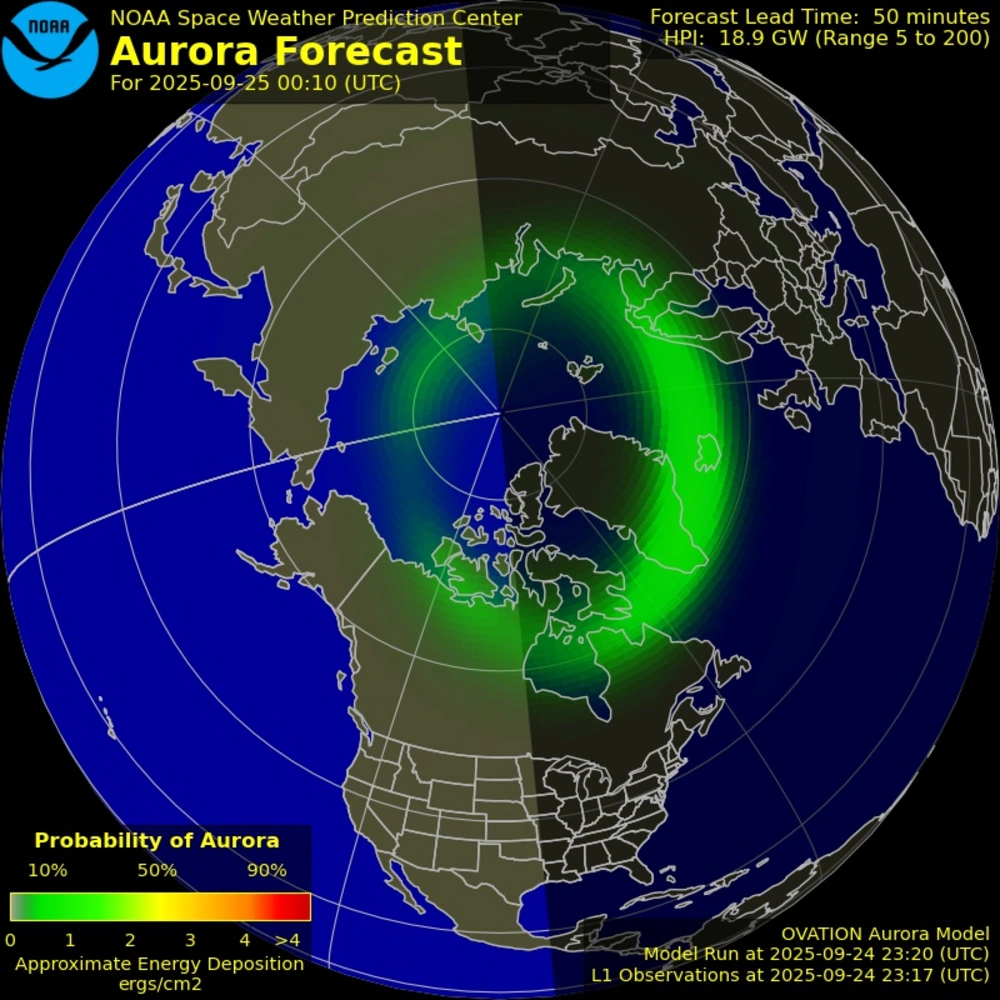 NOAA
NOAA Space Weather Prediction Center
Aurora Forecast
For 2025-09-25 00:10 (UTC)
Forecast Lead Time: 50 minutes
HPI: 18.9 GW (Range 5 to 200)
Probability of Aurora
10% 50% 90%
0 1 2 3 4 >4
Approximate Energy Deposition
ergs/cm2
OVATION Aurora Model
Model Run at 2025-09-24 23:20 (UTC)
L1 Observations at 2025-09-24 23:17 (UTC)